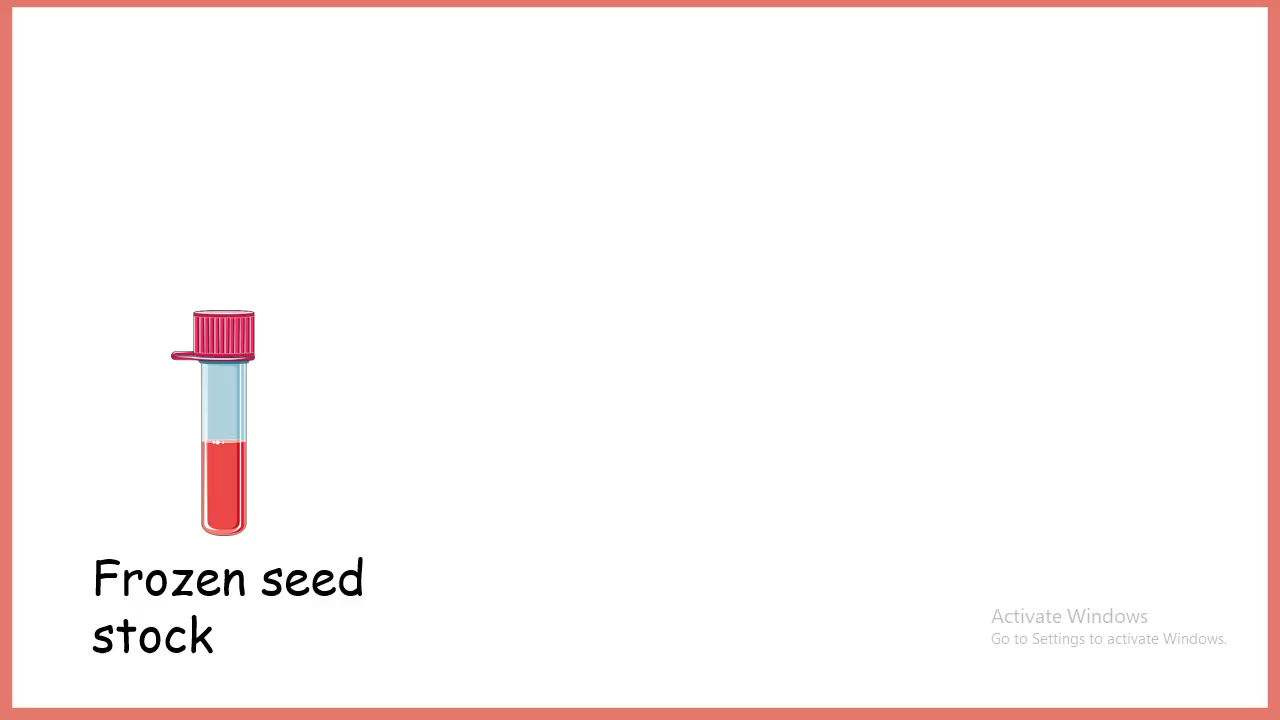 Frozen seed
stock
Activate Windows
Go to Settings to activate Windows.